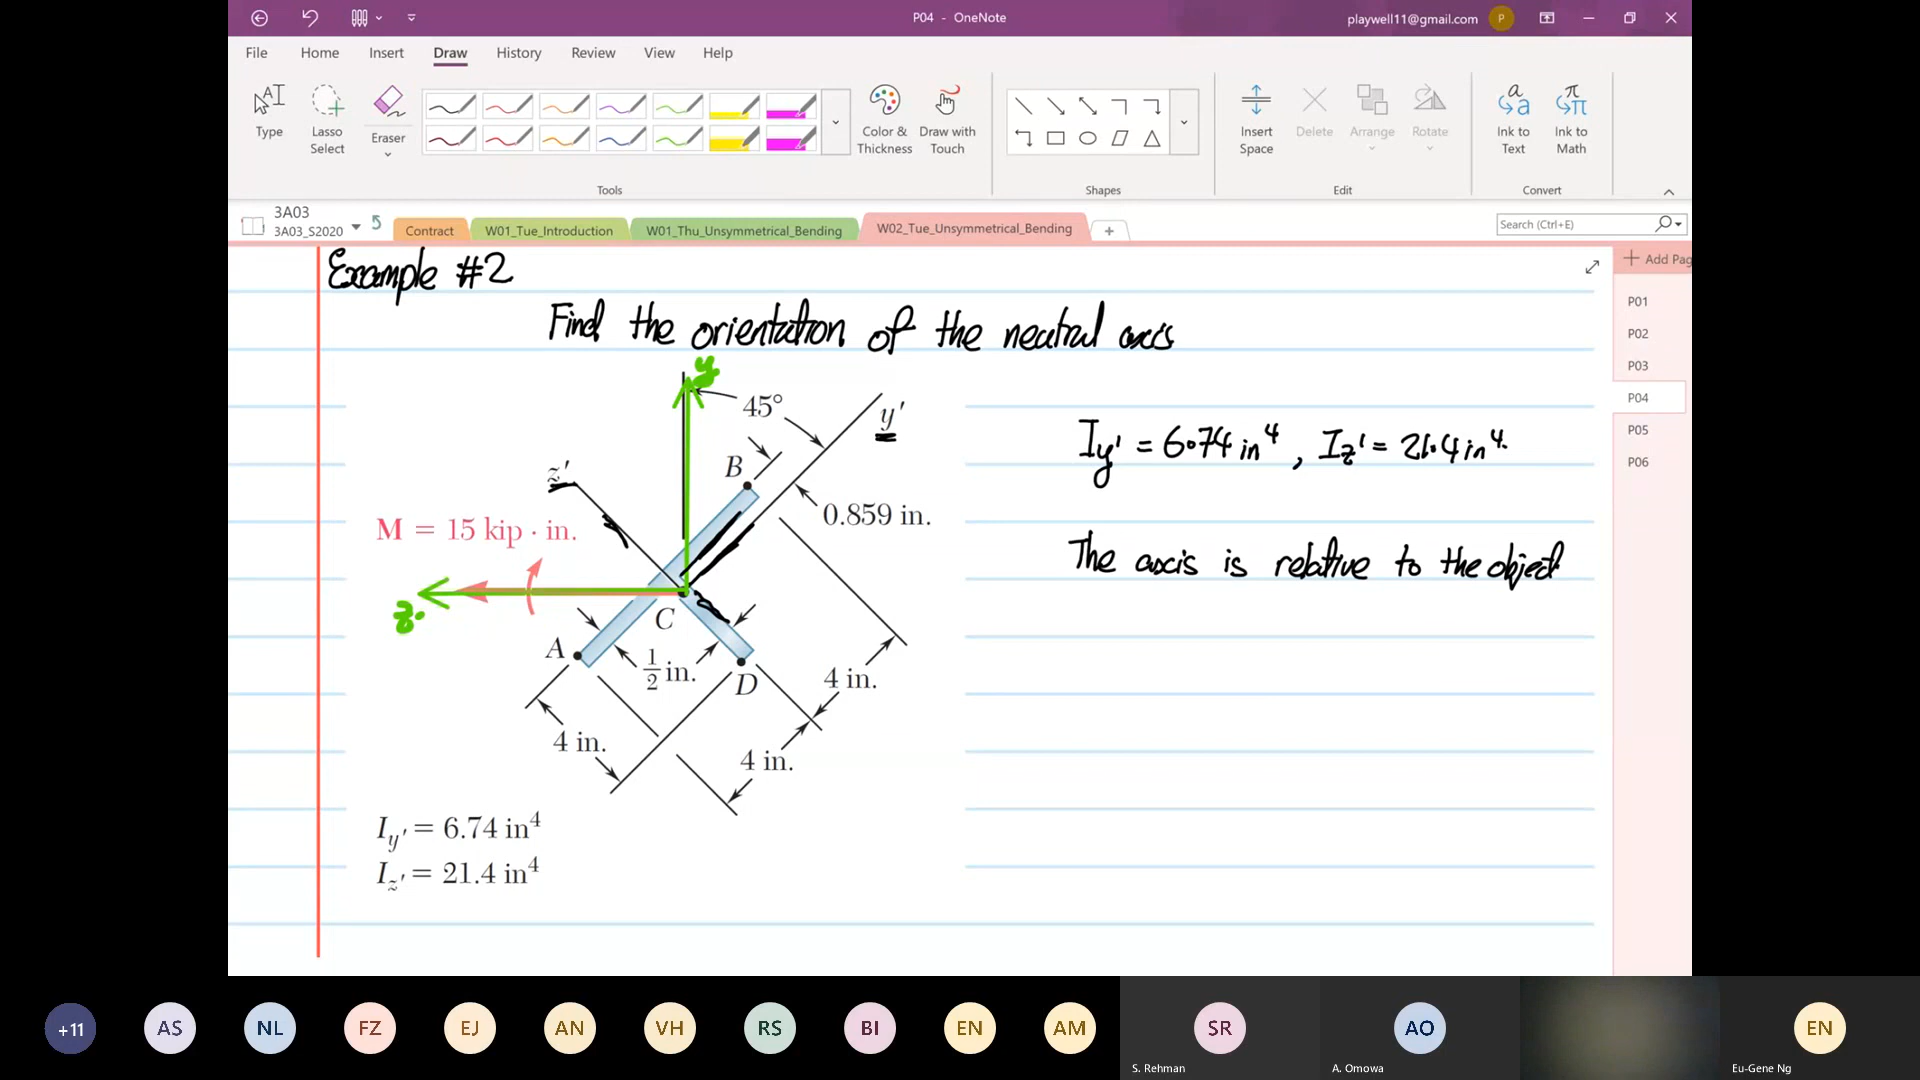 P04 - OneNote
playwell11@gmail.com
P
File Home Insert Draw History Review View Help
Type
Lasso Select
Eraser
Color & Thickness
Draw with Touch
Insert Space
Delete
Arrange
Rotate
Ink to Text
Ink to Math
Tools
Shapes
Edit
Convert
3A03
3A03_S2020
Contract
W01_Tue_Introduction
W01_Thu_Unsymmetrical_Bending
W02_Tue_Unsymmetrical_Bending
Search (Ctrl+E)
Add Pag
P01
P02
P03
P04
P05
P06
Example #2
Find the orientation of the neutral axis
y
45°
y'
B
z'
0.859 in.
M = 15 kip · in.
z
C
A
1/2 in.
D
4 in.
4 in.
4 in.
Iy' = 6.74 in⁴
Iz' = 21.4 in⁴
Iy' = 6.74 in⁴, Iz' = 21.4 in⁴.
The axis is relative to the object
+11
AS
NL
FZ
EJ
AN
VH
RS
BI
EN
AM
SR
S. Rehman
AO
A. Omowa
EN
Eu-Gene Ng